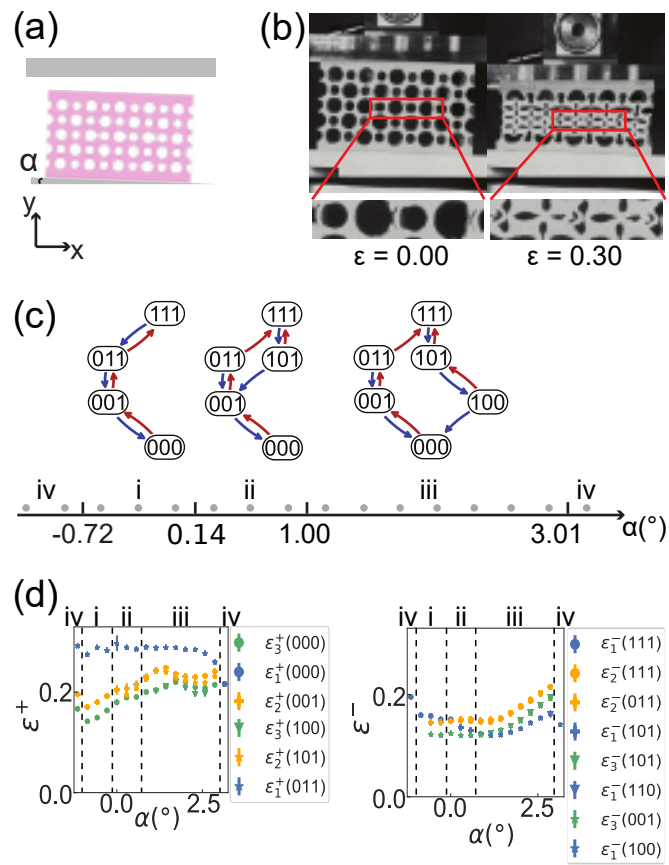 (a)
α
y
x
(b)
ε = 0.00
ε = 0.30
(c)
111
011
001
000
111
011
101
001
000
111
011
101
001
100
000
iv
i
ii
iii
iv
-0.72
0.14
1.00
3.01
α(°)
(d)
iv i ii iii iv
ε⁺
0.2
0.0
0.0
2.5
α(°)
ε₃⁺(000)
ε₁⁺(000)
ε₂⁺(001)
ε₃⁺(100)
ε₂⁺(101)
ε₁⁺(011)
iv i ii iii iv
ε⁻
0.2
0.0
0.0
2.5
α(°)
ε₁⁻(111)
ε₂⁻(111)
ε₂⁻(011)
ε₁⁻(101)
ε₃⁻(101)
ε₁⁻(110)
ε₃⁻(001)
ε₁⁻(100)